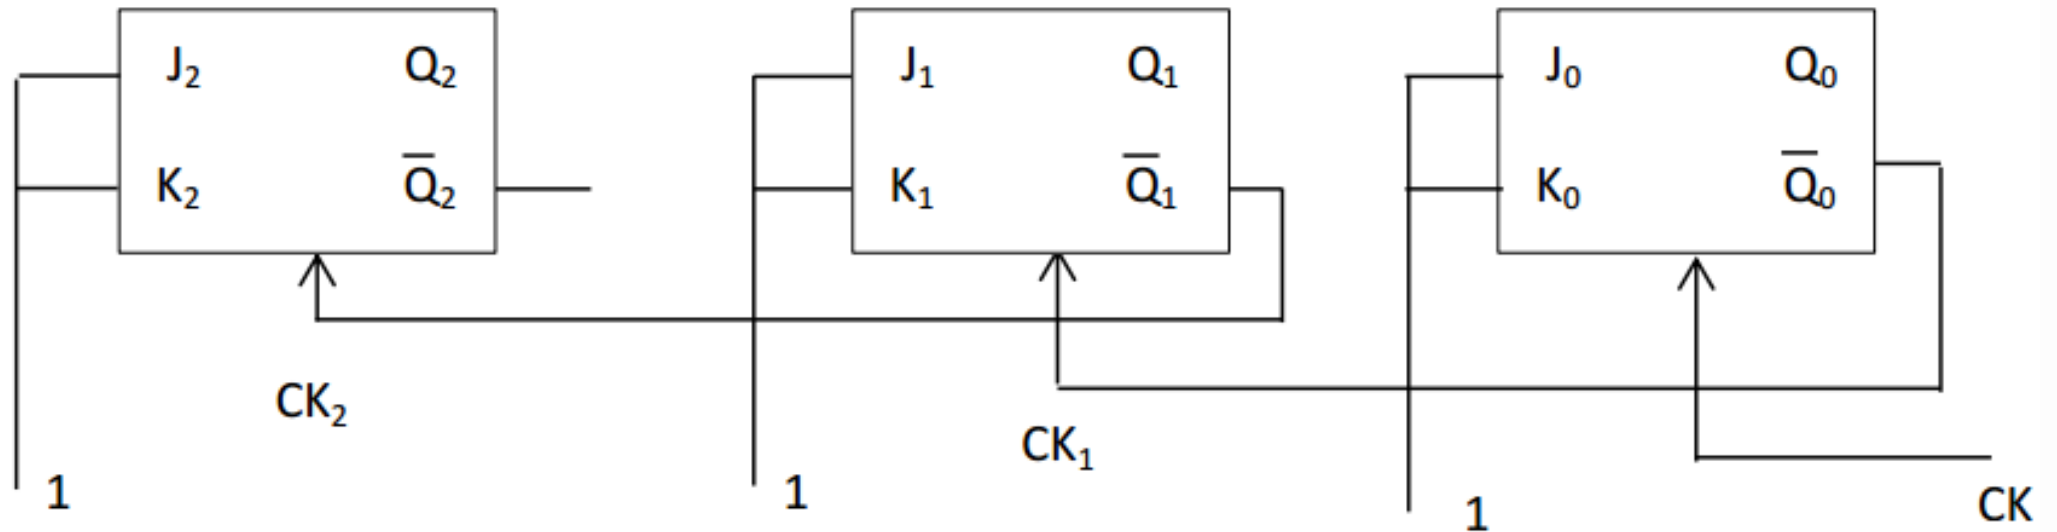 J₂ Q₂ J₁ Q₁ J₀ Q₀
K₂ Q̅₂ K₁ Q̅₁ K₀ Q̅₀
CK₂
CK₁
1 1 1 CK